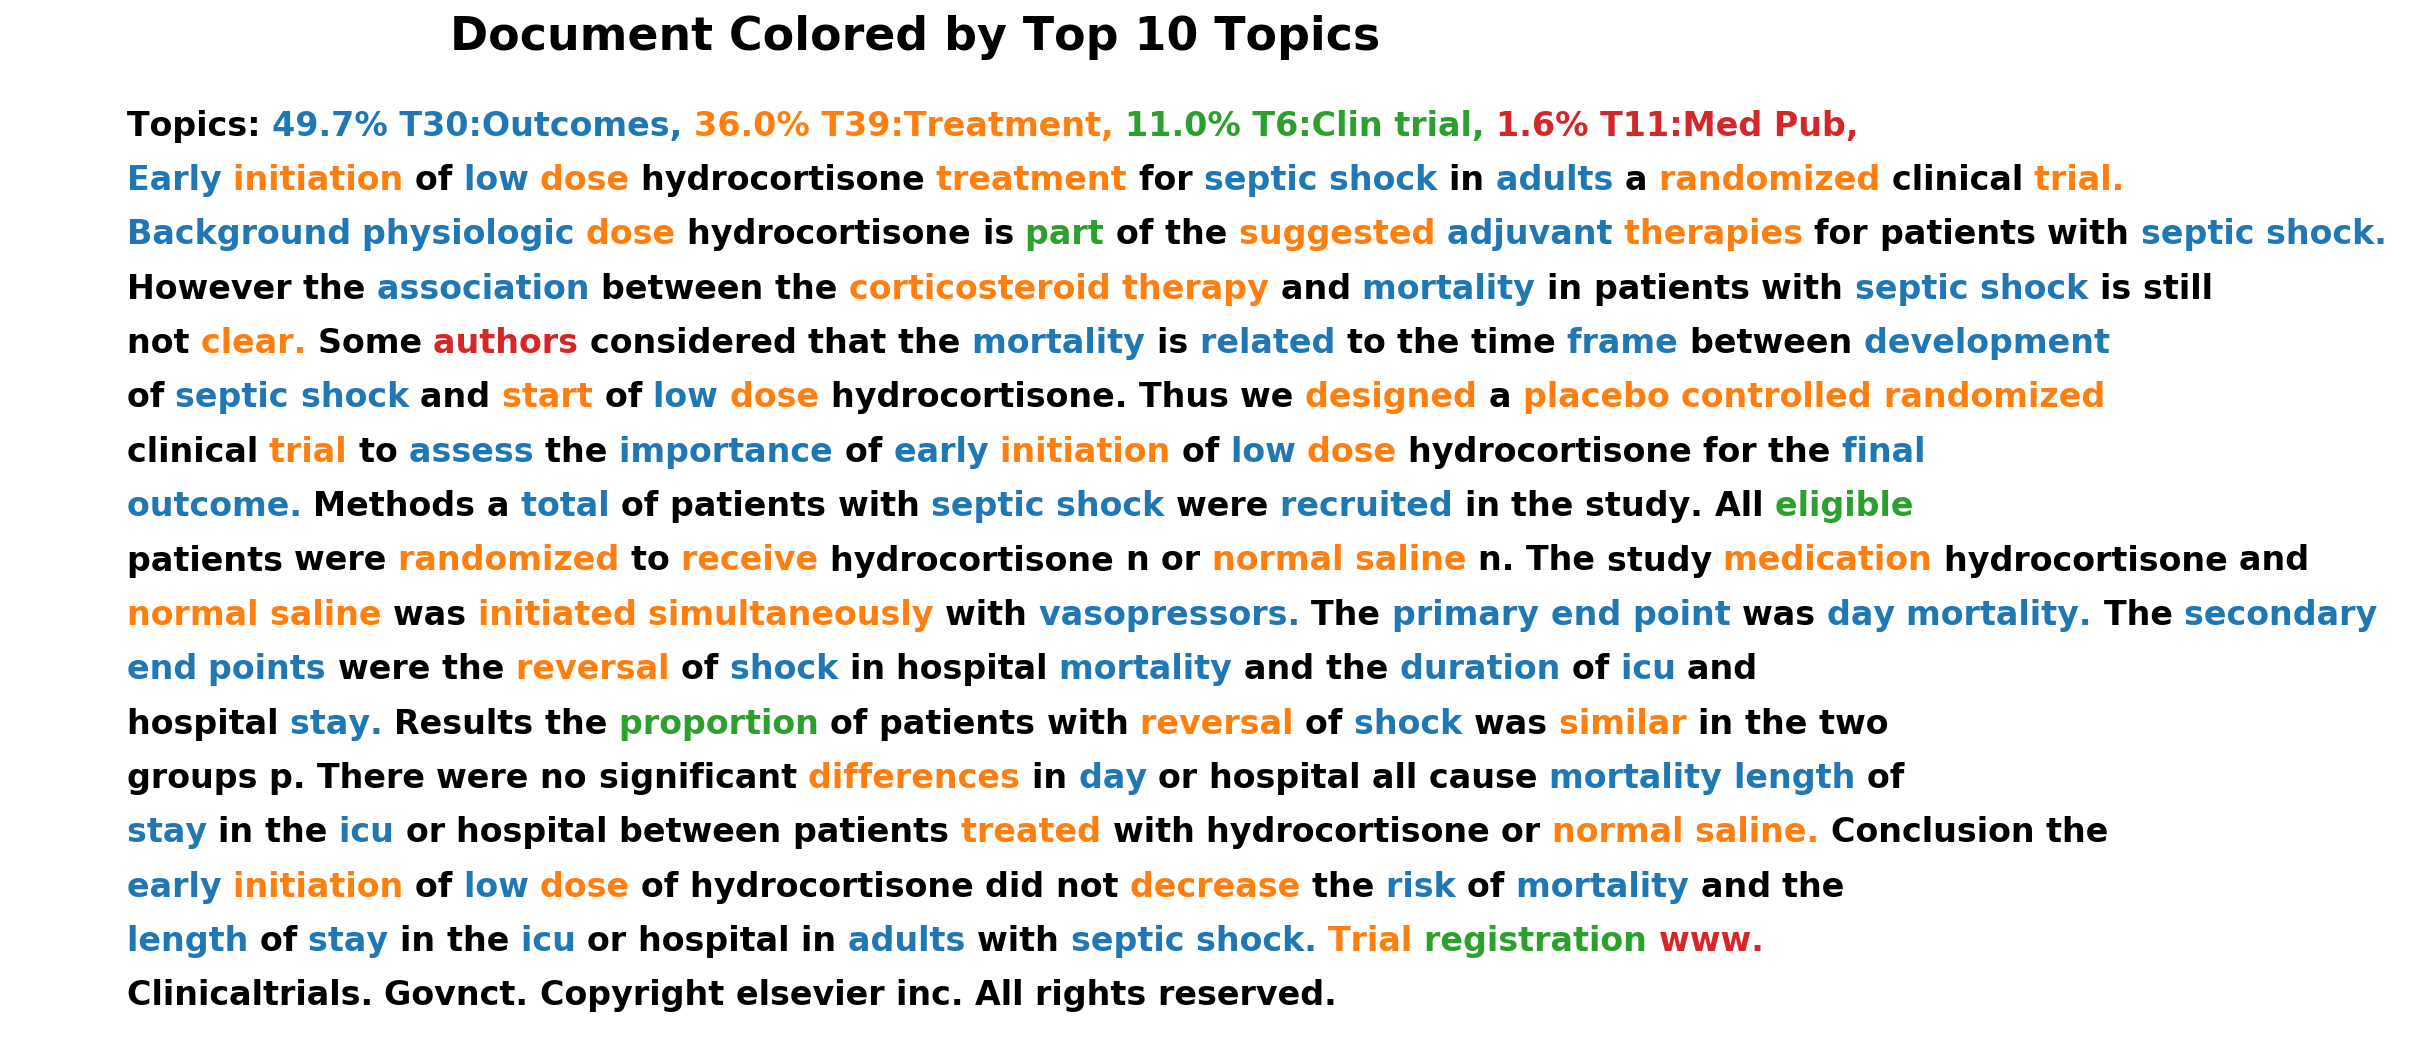 Document Colored by Top 10 Topics
Topics: 49.7% T30:Outcomes, 36.0% T39:Treatment, 11.0% T6:Clin trial, 1.6% T11:Med Pub,
Early initiation of low dose hydrocortisone treatment for septic shock in adults a randomized clinical trial.
Background physiologic dose hydrocortisone is part of the suggested adjuvant therapies for patients with septic shock.
However the association between the corticosteroid therapy and mortality in patients with septic shock is still
not clear. Some authors considered that the mortality is related to the time frame between development
of septic shock and start of low dose hydrocortisone. Thus we designed a placebo controlled randomized
clinical trial to assess the importance of early initiation of low dose hydrocortisone for the final
outcome. Methods a total of patients with septic shock were recruited in the study. All eligible
patients were randomized to receive hydrocortisone n or normal saline n. The study medication hydrocortisone and
normal saline was initiated simultaneously with vasopressors. The primary end point was day mortality. The secondary
end points were the reversal of shock in hospital mortality and the duration of icu and
hospital stay. Results the proportion of patients with reversal of shock was similar in the two
groups p. There were no significant differences in day or hospital all cause mortality length of
stay in the icu or hospital between patients treated with hydrocortisone or normal saline. Conclusion the
early initiation of low dose of hydrocortisone did not decrease the risk of mortality and the
length of stay in the icu or hospital in adults with septic shock. Trial registration www.
Clinicaltrials. Govnct. Copyright elsevier inc. All rights reserved.